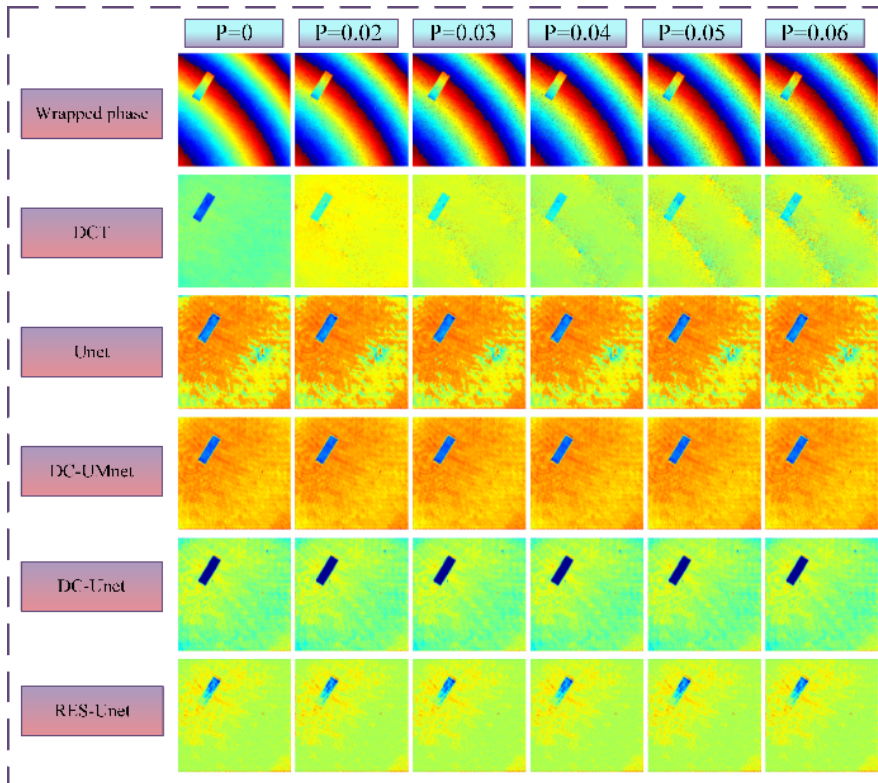 P=0 P=0.02 P=0.03 P=0.04 P=0.05 P=0.06
Wrapped phase
DCT
Unet
DC-UMnet
DC-Unet
RES-Unet